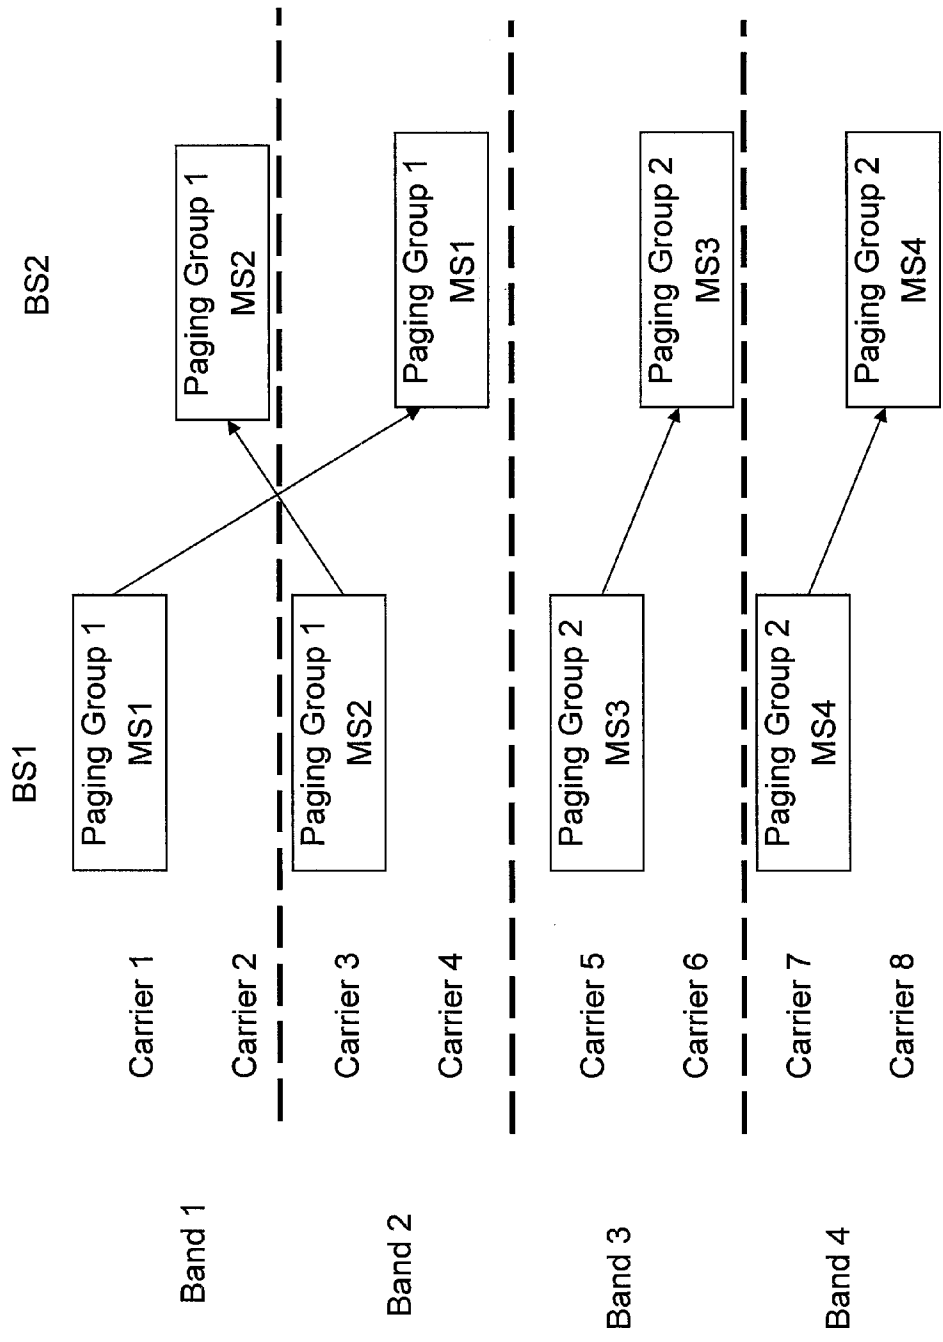 BS1
BS2
Band 1
Carrier 1
Paging Group 1
MS1
Carrier 2
Paging Group 1
MS2
Band 2
Carrier 3
Paging Group 1
MS2
Carrier 4
Paging Group 1
MS1
Band 3
Carrier 5
Paging Group 2
MS3
Carrier 6
Paging Group 2
MS3
Band 4
Carrier 7
Paging Group 2
MS4
Carrier 8
Paging Group 2
MS4